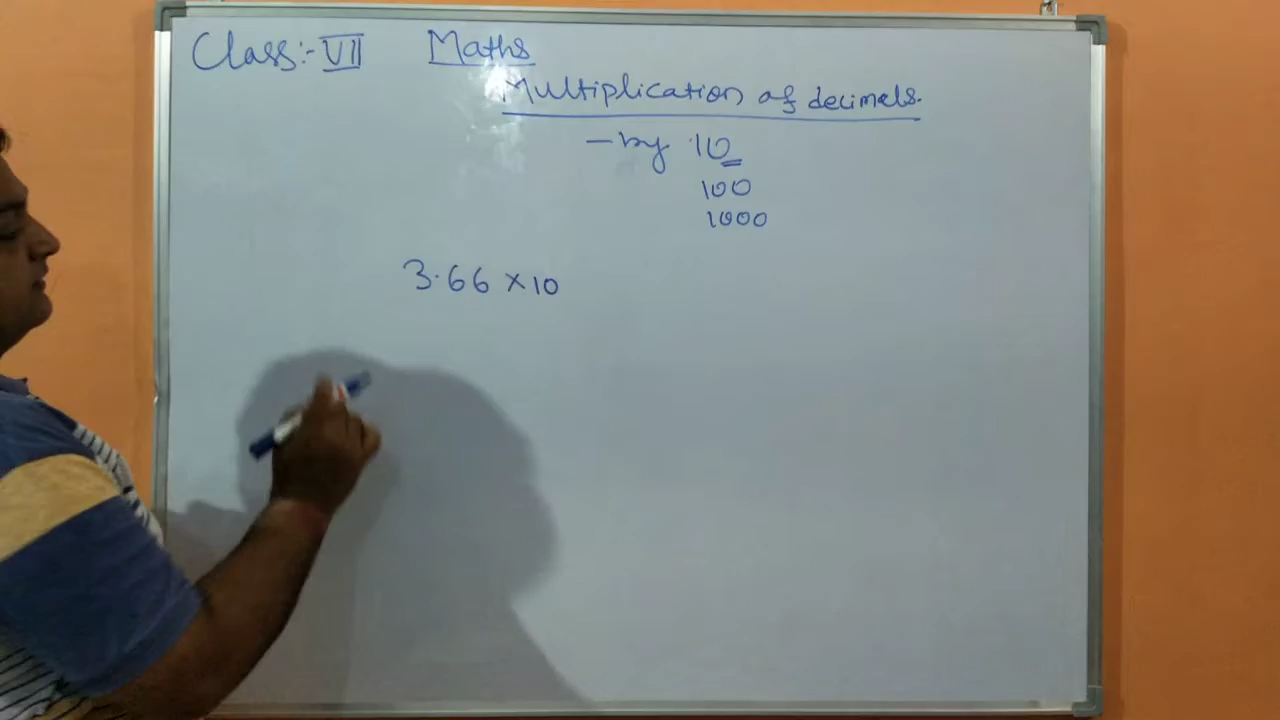 Class:- VII Maths
Multiplication of decimals.
- by 10
100
1000
3.66 × 10